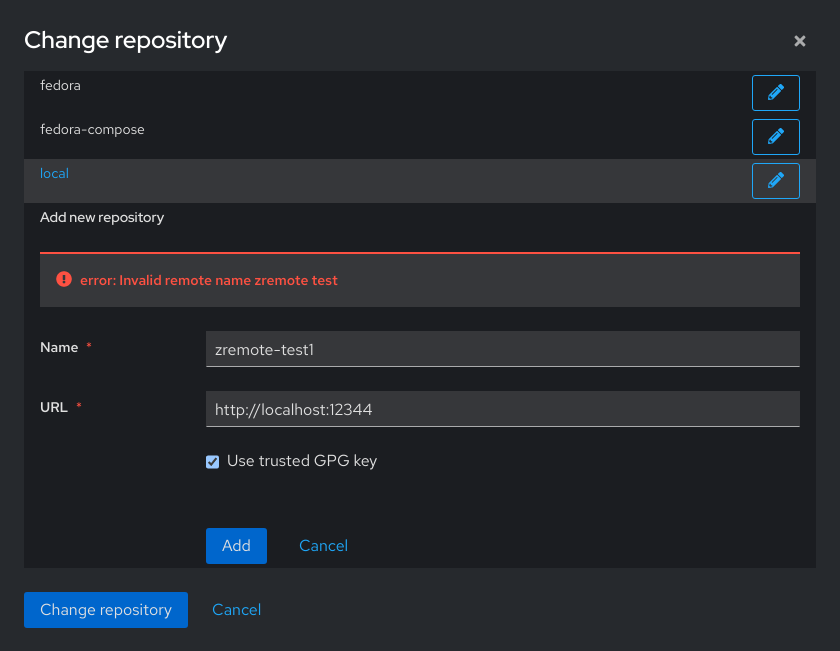 Change repository
fedora
fedora-compose
local
Add new repository
error: Invalid remote name zremote test
Name *
zremote-test1
URL *
http://localhost:12344
Use trusted GPG key
Add Cancel
Change repository Cancel